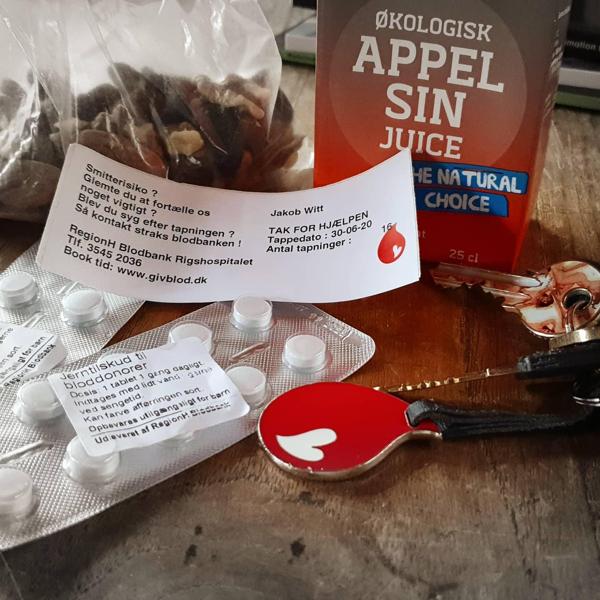 ØKOLOGISK
APPEL
SIN
JUICE
THE NATURAL
CHOICE
25 cl
Smitterisiko ?
Glemte du at fortælle os
noget vigtigt ?
Blev du syg efter tapningen ?
Så kontakt straks blodbanken !
RegionH Blodbank Rigshospitalet
Tlf. 3545 2036
Book tid: www.givblod.dk
Jakob Witt
TAK FOR HJÆLPEN
Tappedato : 30-06-20
Antal tapninger : 16
Jerntilskud til
bloddonorer
Dosis: 1 tablet 1 gang dagligt
Indtages med lidt vand
ved sengetid.
Kan farve afføringen sort.
Opbevares utilgængeligt for børn
Udleveret af RegionH Blodbank